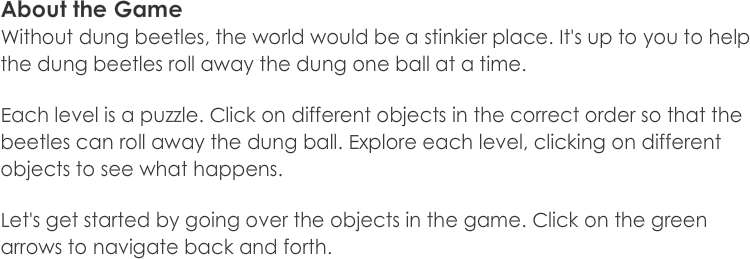 About the Game
Without dung beetles, the world would be a stinkier place. It's up to you to help
the dung beetles roll away the dung one ball at a time.
Each level is a puzzle. Click on different objects in the correct order so that the
beetles can roll away the dung ball. Explore each level, clicking on different
objects to see what happens.
Let's get started by going over the objects in the game. Click on the green
arrows to navigate back and forth.